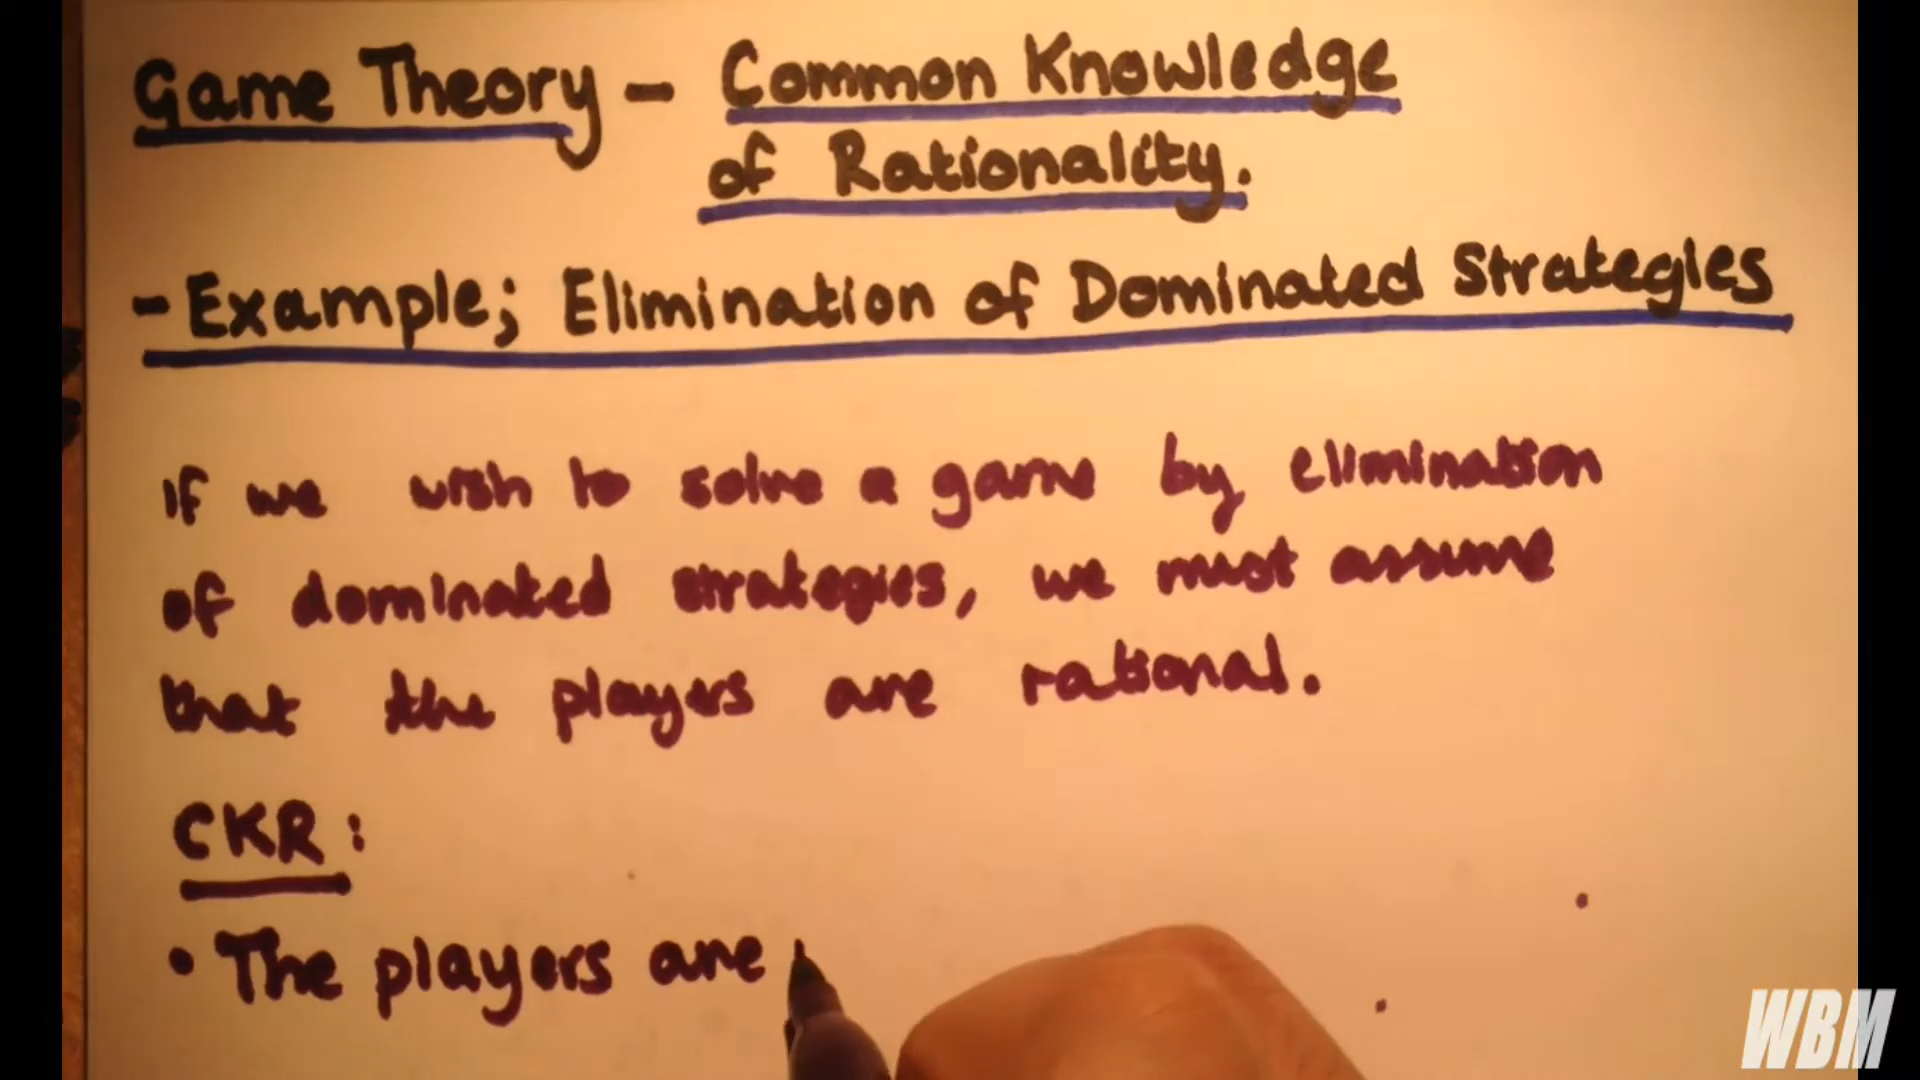 Game Theory - Common Knowledge
of Rationality.
- Example; Elimination of Dominated Strategies
If we wish to solve a game by elimination
of dominated strategies, we must assume
that the players are rational.
CKR:
• The players are
WBM